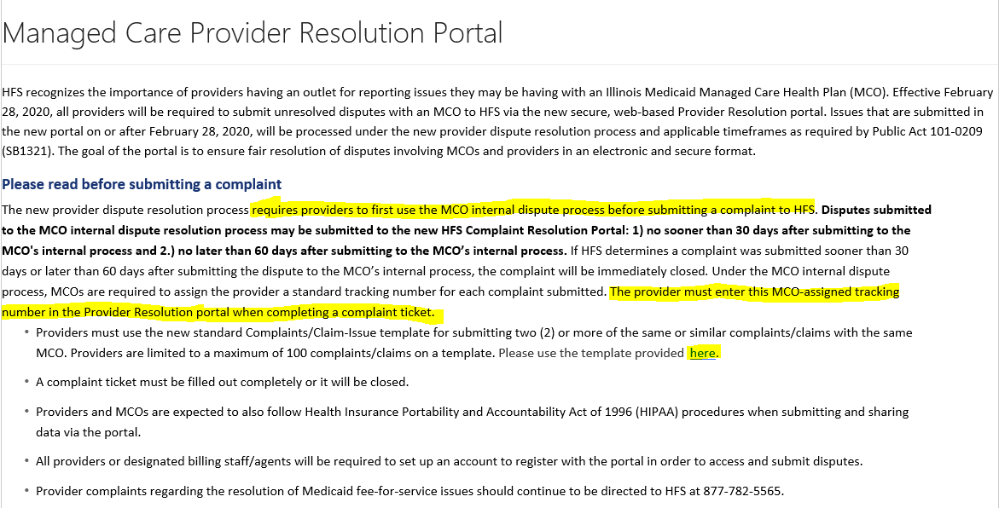 Managed Care Provider Resolution Portal
HFS recognizes the importance of providers having an outlet for reporting issues they may be having with an Illinois Medicaid Managed Care Health Plan (MCO). Effective February
28, 2020, all providers will be required to submit unresolved disputes with an MCO to HFS via the new secure, web-based Provider Resolution portal. Issues that are submitted in
the new portal on or after February 28, 2020, will be processed under the new provider dispute resolution process and applicable timeframes as required by Public Act 101-0209
(SB1321). The goal of the portal is to ensure fair resolution of disputes involving MCOs and providers in an electronic and secure format.
Please read before submitting a complaint
The new provider dispute resolution process requires providers to first use the MCO internal dispute process before submitting a complaint to HFS. Disputes submitted
to the MCO internal dispute resolution process may be submitted to the new HFS Complaint Resolution Portal: 1) no sooner than 30 days after submitting to the
MCO's internal process and 2.) no later than 60 days after submitting to the MCO’s internal process. If HFS determines a complaint was submitted sooner than 30
days or later than 60 days after submitting the dispute to the MCO’s internal process, the complaint will be immediately closed. Under the MCO internal dispute
process, MCOs are required to assign the provider a standard tracking number for each complaint submitted. The provider must enter this MCO-assigned tracking
number in the Provider Resolution portal when completing a complaint ticket.
• Providers must use the new standard Complaints/Claim-Issue template for submitting two (2) or more of the same or similar complaints/claims with the same
MCO. Providers are limited to a maximum of 100 complaints/claims on a template. Please use the template provided here.
• A complaint ticket must be filled out completely or it will be closed.
• Providers and MCOs are expected to also follow Health Insurance Portability and Accountability Act of 1996 (HIPAA) procedures when submitting and sharing
data via the portal.
• All providers or designated billing staff/agents will be required to set up an account to register with the portal in order to access and submit disputes.
• Provider complaints regarding the resolution of Medicaid fee-for-service issues should continue to be directed to HFS at 877-782-5565.